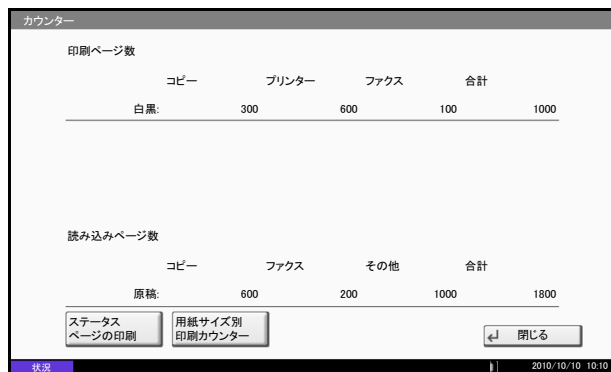 カウンター
印刷ページ数
コピー プリンター ファクス 合計
白黒: 300 600 100 1000
読み込みページ数
コピー ファクス その他 合計
原稿: 600 200 1000 1800
ステータス
ページの印刷
用紙サイズ別
印刷カウンター
閉じる
状況 2010/10/10 10:10